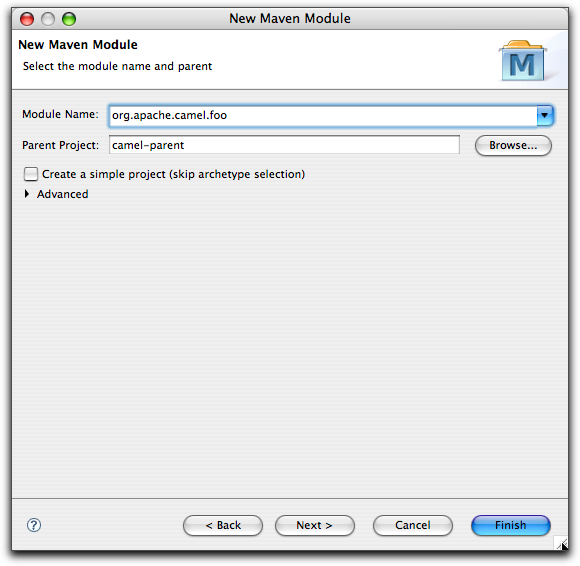 New Maven Module
New Maven Module
Select the module name and parent
M
Module Name: org.apache.camel.foo
Parent Project: camel-parent Browse...
Create a simple project (skip archetype selection)
Advanced
? < Back Next > Cancel Finish